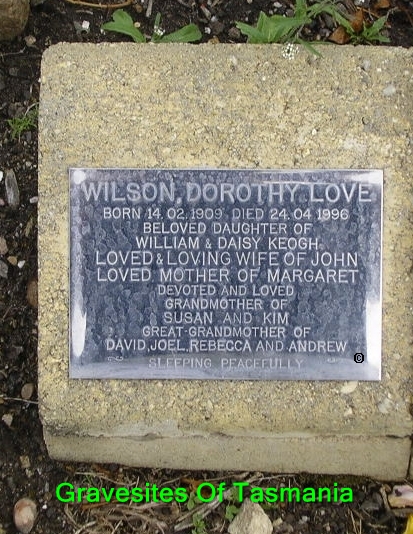 WILSON, DOROTHY LOVE
BORN 14.02.1909 DIED 24.04.1996
BELOVED DAUGHTER OF
WILLIAM & DAISY KEOGH
LOVED & LOVING WIFE OF JOHN
LOVED MOTHER OF MARGARET
DEVOTED AND LOVED
GRANDMOTHER OF
SUSAN AND KIM
GREAT-GRANDMOTHER OF
DAVID, JOEL, REBECCA AND ANDREW
SLEEPING PEACEFULLY
©
Gravesites Of Tasmania